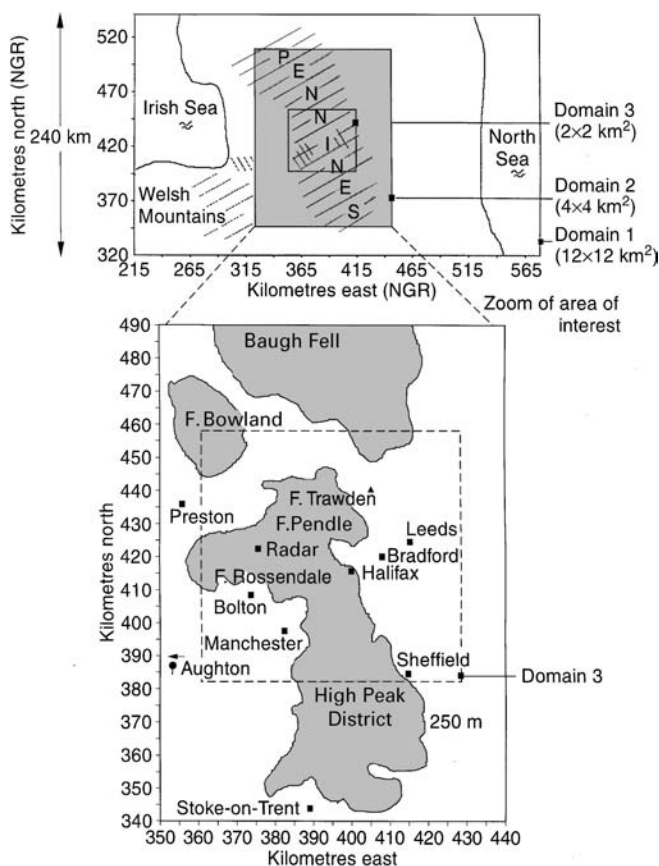 Kilometres north (NGR)
240 km
540
470
420
370
320
215
265
315
365
415
465
515
565
Kilometres east (NGR)
Irish Sea
Welsh
Mountains
P
E
N
N
I
N
E
S
North
Sea
Domain 3
(2×2 km²)
Domain 2
(4×4 km²)
Domain 1
(12×12 km²)
Zoom of area of
interest
Kilometres north
490
480
470
460
450
440
430
420
410
400
390
380
370
360
350
340
Baugh Fell
F. Bowland
F. Trawden
Preston
F.Pendle
Leeds
Radar
Bradford
Halifax
F. Rossendale
Bolton
Manchester
Aughton
Sheffield
Domain 3
High Peak
District
250 m
Stoke-on-Trent
350 360 370 380 390 400 410 420 430 440
Kilometres east